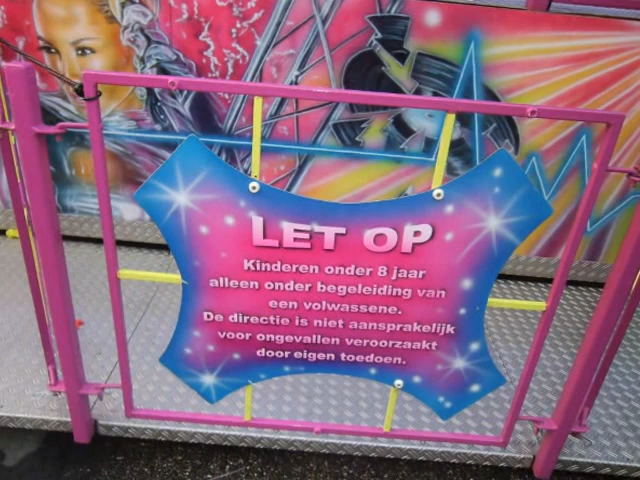 LET OP
Kinderen onder 8 jaar
alleen onder begeleiding van
een volwassene.
De directie is niet aansprakelijk
voor ongevallen veroorzaakt
door eigen toedoen.